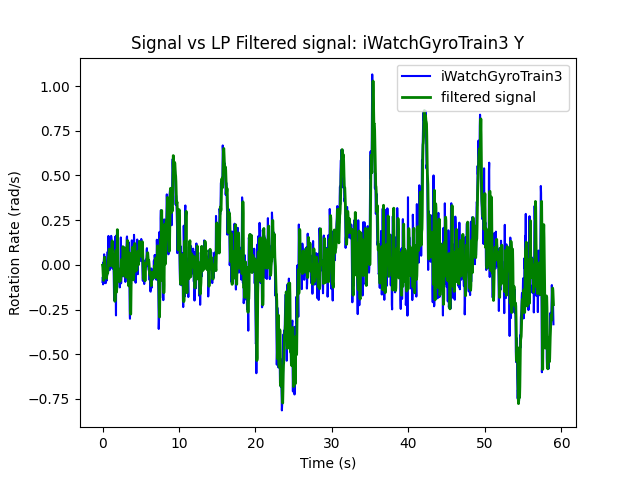 Signal vs LP Filtered signal: iWatchGyroTrain3 Y
iWatchGyroTrain3
filtered signal
1.00
0.75
0.50
0.25
0.00
−0.25
−0.50
−0.75
Rotation Rate (rad/s)
0 10 20 30 40 50 60
Time (s)